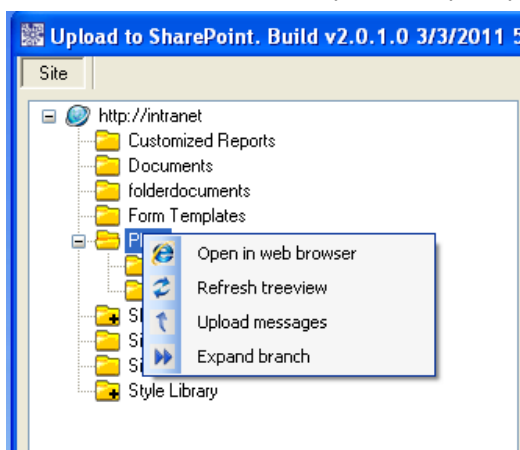 Upload to SharePoint. Build v2.0.1.0 3/3/2011 5
Site
http://intranet
Customized Reports
Documents
folderdocuments
Form Templates
Open in web browser
Refresh treeview
Upload messages
Expand branch
Style Library